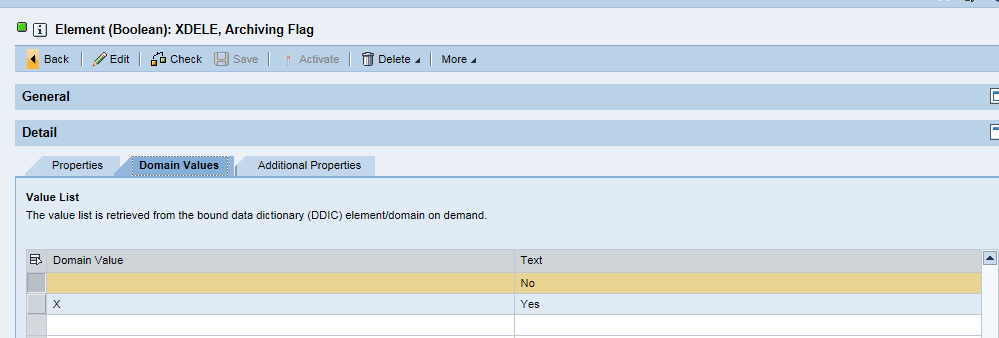 Element (Boolean): XDELE, Archiving Flag
Back Edit Check Save Activate Delete More
General
Detail
Properties Domain Values Additional Properties
Value List
The value list is retrieved from the bound data dictionary (DDIC) element/domain on demand.
Domain Value Text
No
X Yes